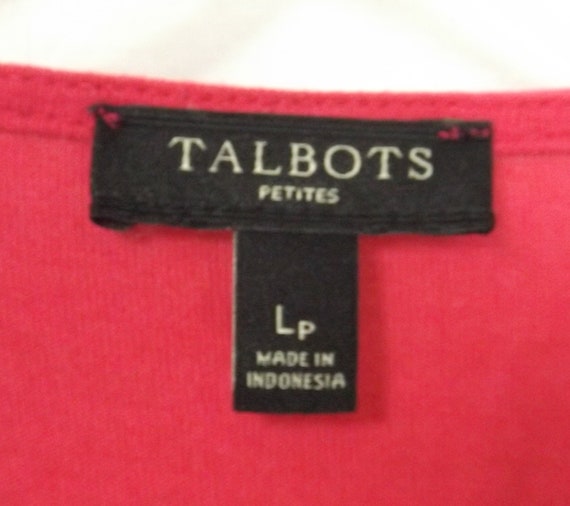 TALBOTS
PETITES
LP
MADE IN
INDONESIA